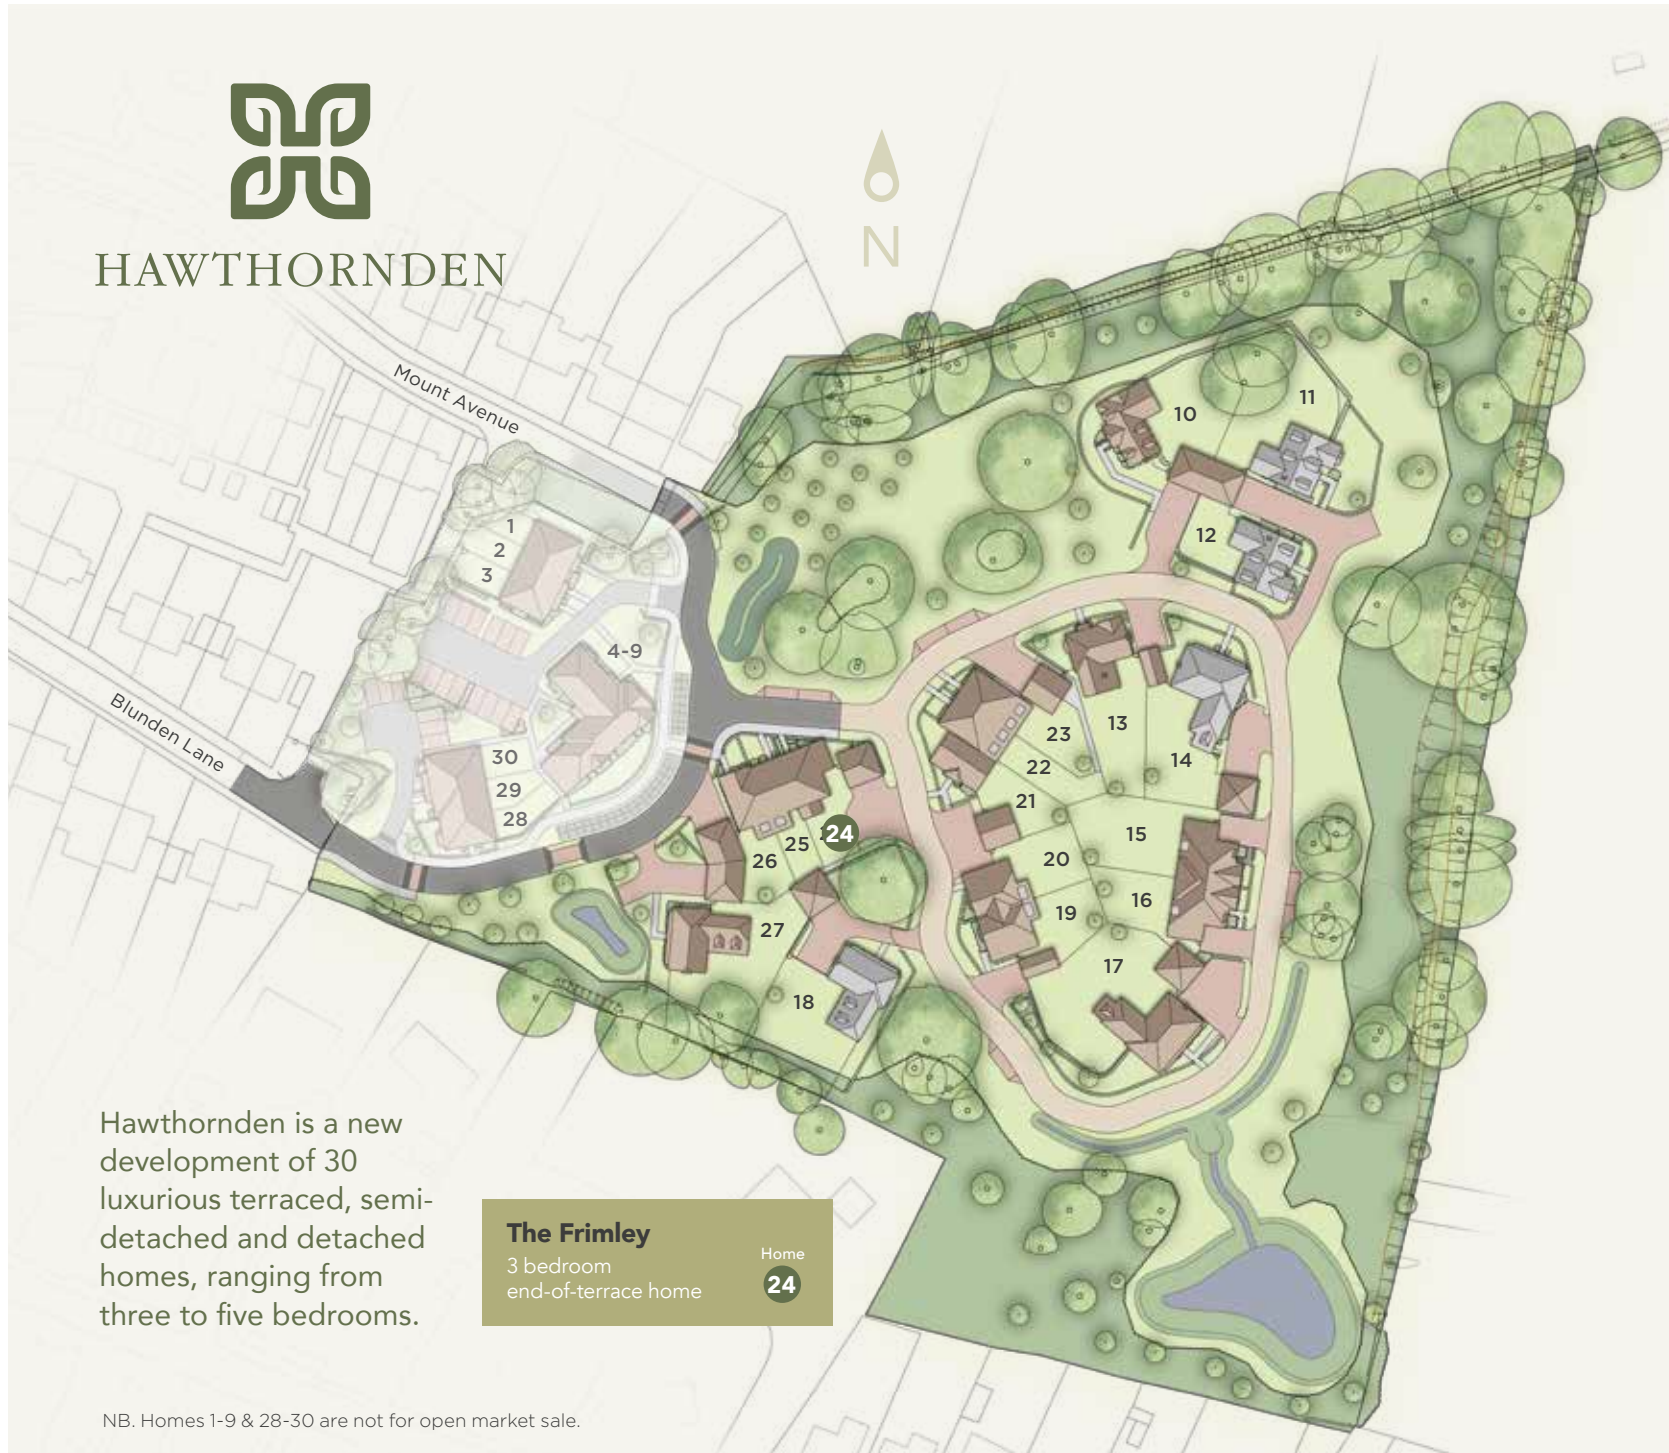 HAWTHORNDEN
N
Mount Avenue
Blunden Lane
1
2
3
4-9
30
29
28
10
11
12
13
23
22
14
21
15
24
25
20
26
16
19
27
17
18
Hawthornden is a new
development of 30
luxurious terraced, semi-
detached and detached
homes, ranging from
three to five bedrooms.
The Frimley
3 bedroom
end-of-terrace home
Home
24
NB. Homes 1-9 & 28-30 are not for open market sale.